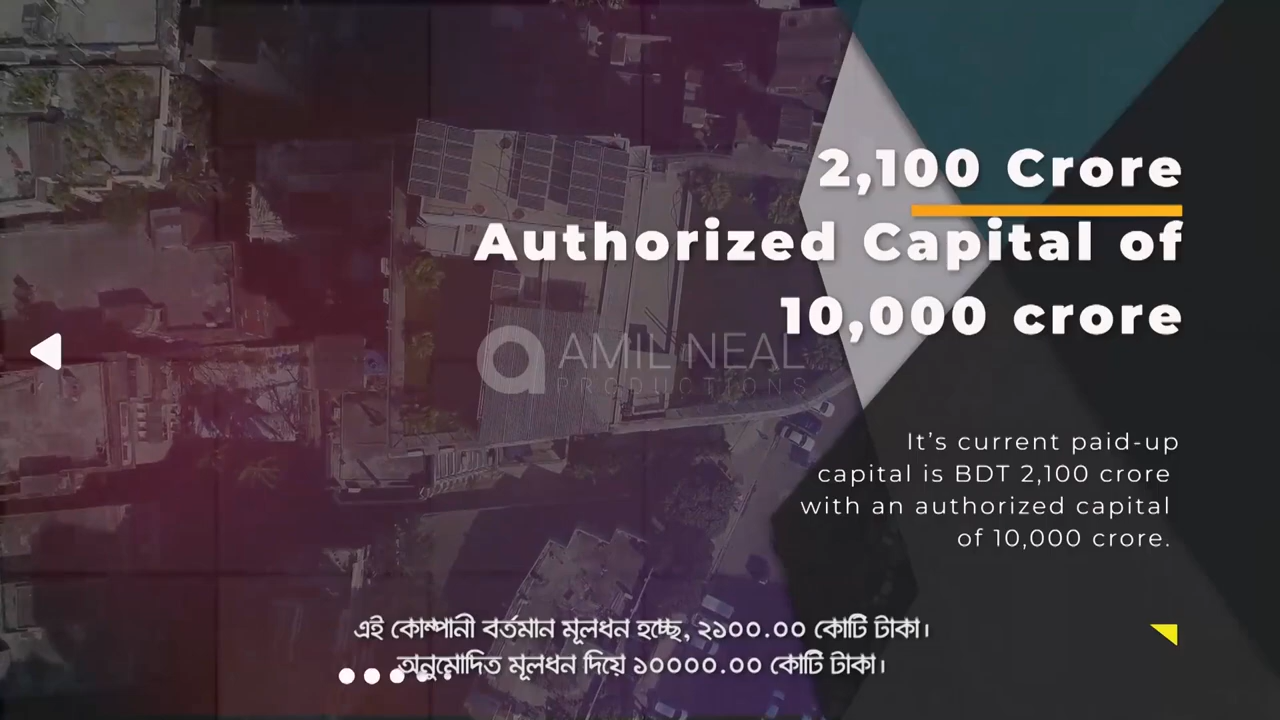 2,100 Crore
Authorized Capital of
10,000 crore
AMIL NEAL
PRODUCTIONS
It's current paid-up
capital is BDT 2,100 crore
with an authorized capital
of 10,000 crore.
এই কোম্পানী বর্তমান মূলধন হচ্ছে, ২১০০.০০ কোটি টাকা।
অনুমোদিত মূলধন দিয়ে ১০০০০.০০ কোটি টাকা।